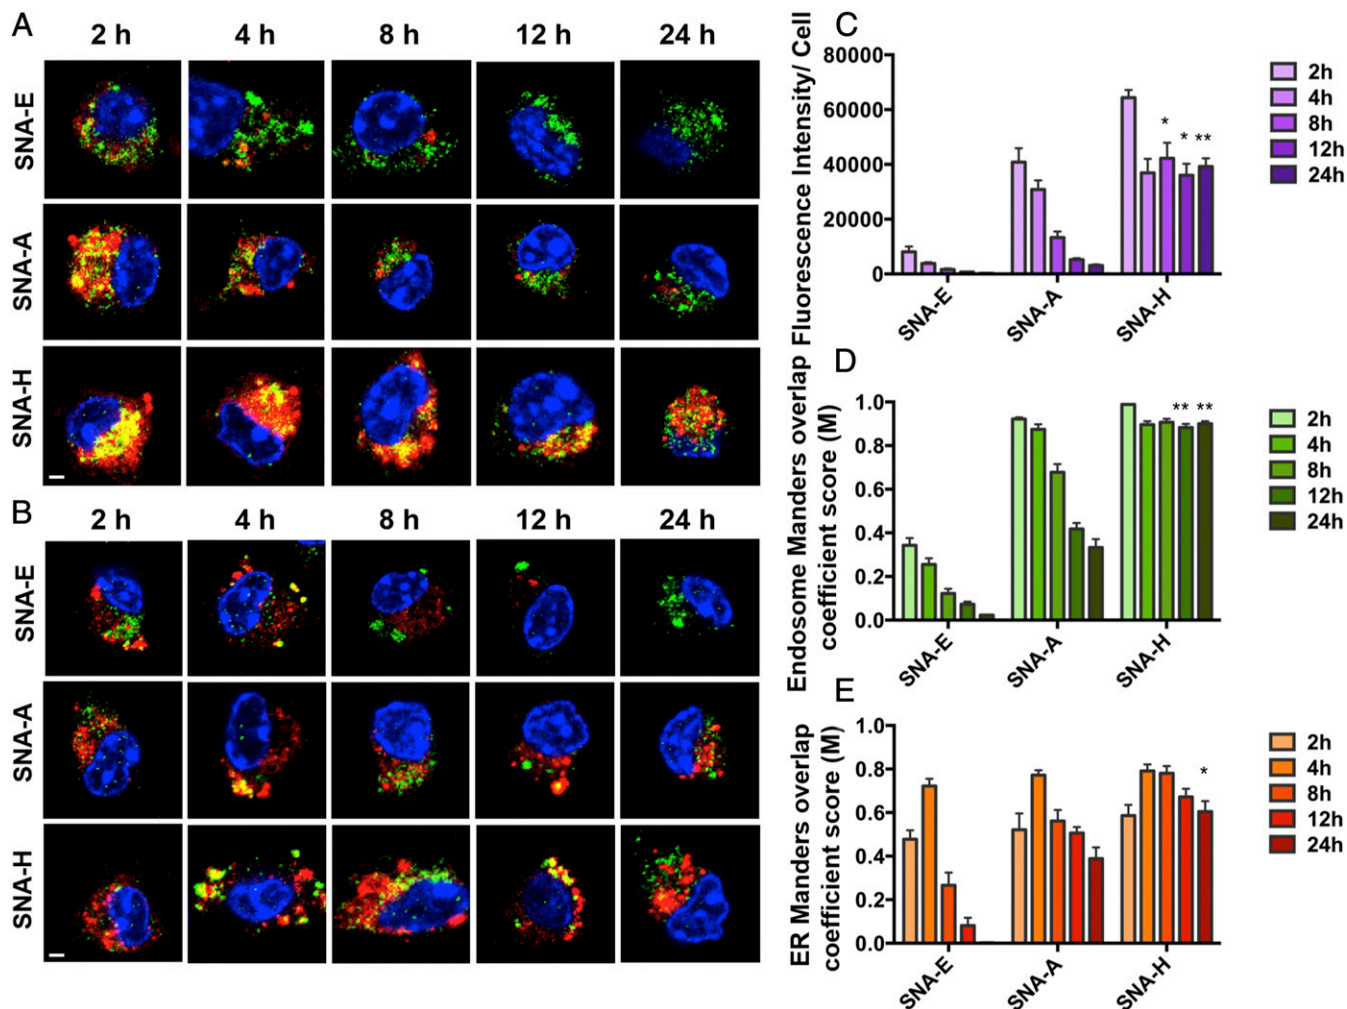 A
2 h 4 h 8 h 12 h 24 h
SNA-E
SNA-A
SNA-H
B
2 h 4 h 8 h 12 h 24 h
SNA-E
SNA-A
SNA-H
C
Fluorescence Intensity/ Cell
80000
60000
40000
20000
0
* * **
SNA-E SNA-A SNA-H
2h
4h
8h
12h
24h
D
Endosome Manders overlap
coefficient score (M)
1.0
0.8
0.6
0.4
0.2
0.0
** **
SNA-E SNA-A SNA-H
2h
4h
8h
12h
24h
E
ER Manders overlap
coefficient score (M)
1.0
0.8
0.6
0.4
0.2
0.0
*
SNA-E SNA-A SNA-H
2h
4h
8h
12h
24h